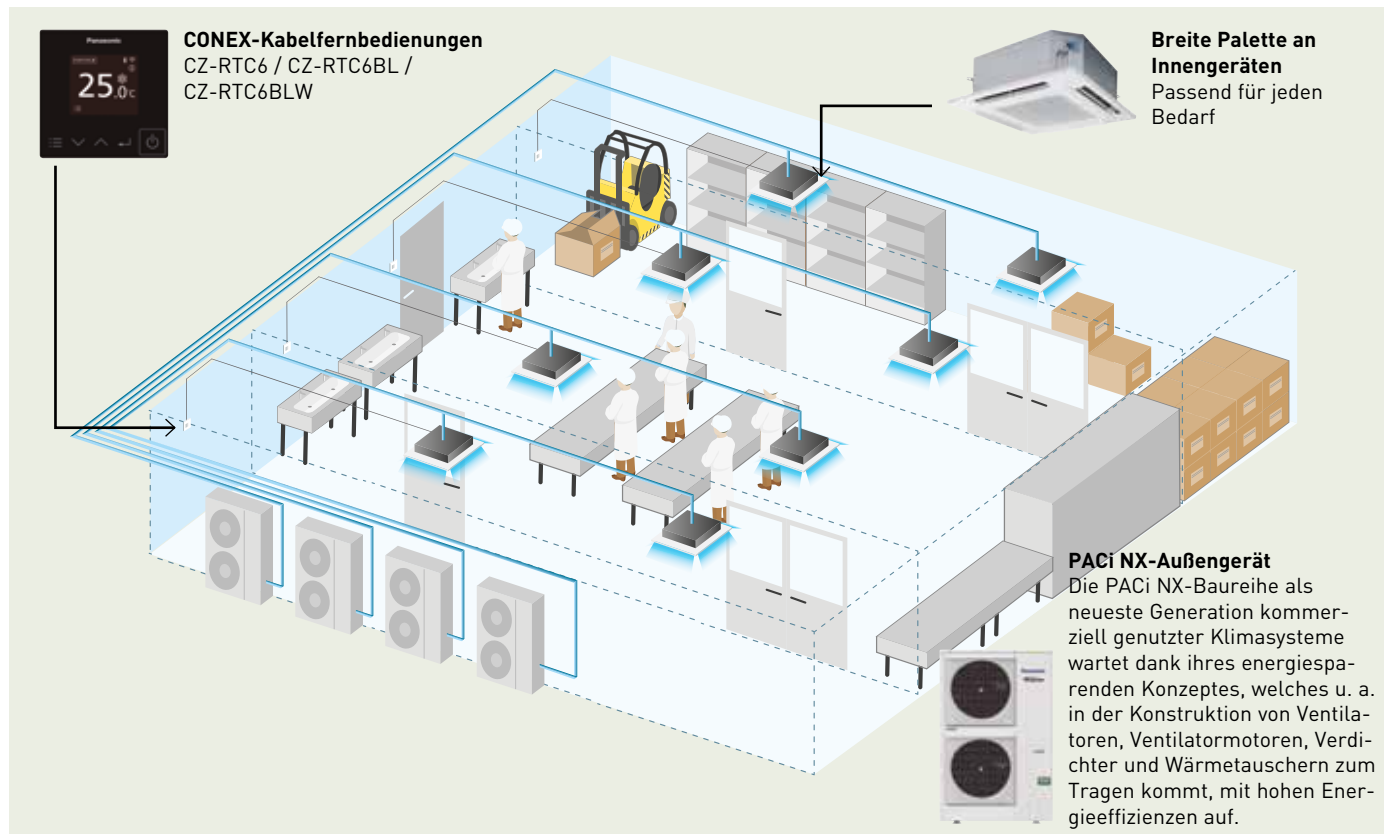 Panasonic
25.0c
CONEX-Kabelfernbedienungen
CZ-RTC6 / CZ-RTC6BL /
CZ-RTC6BLW
Breite Palette an
Innengeräten
Passend für jeden
Bedarf
PACi NX-Außengerät
Die PACi NX-Baureihe als
neueste Generation kommer-
ziell genutzter Klimasysteme
wartet dank ihres energiespa-
renden Konzeptes, welches u. a.
in der Konstruktion von Ventila-
toren, Ventilatormotoren, Verdi-
chter und Wärmetauschern zum
Tragen kommt, mit hohen Ener-
gieeffizienzen auf.